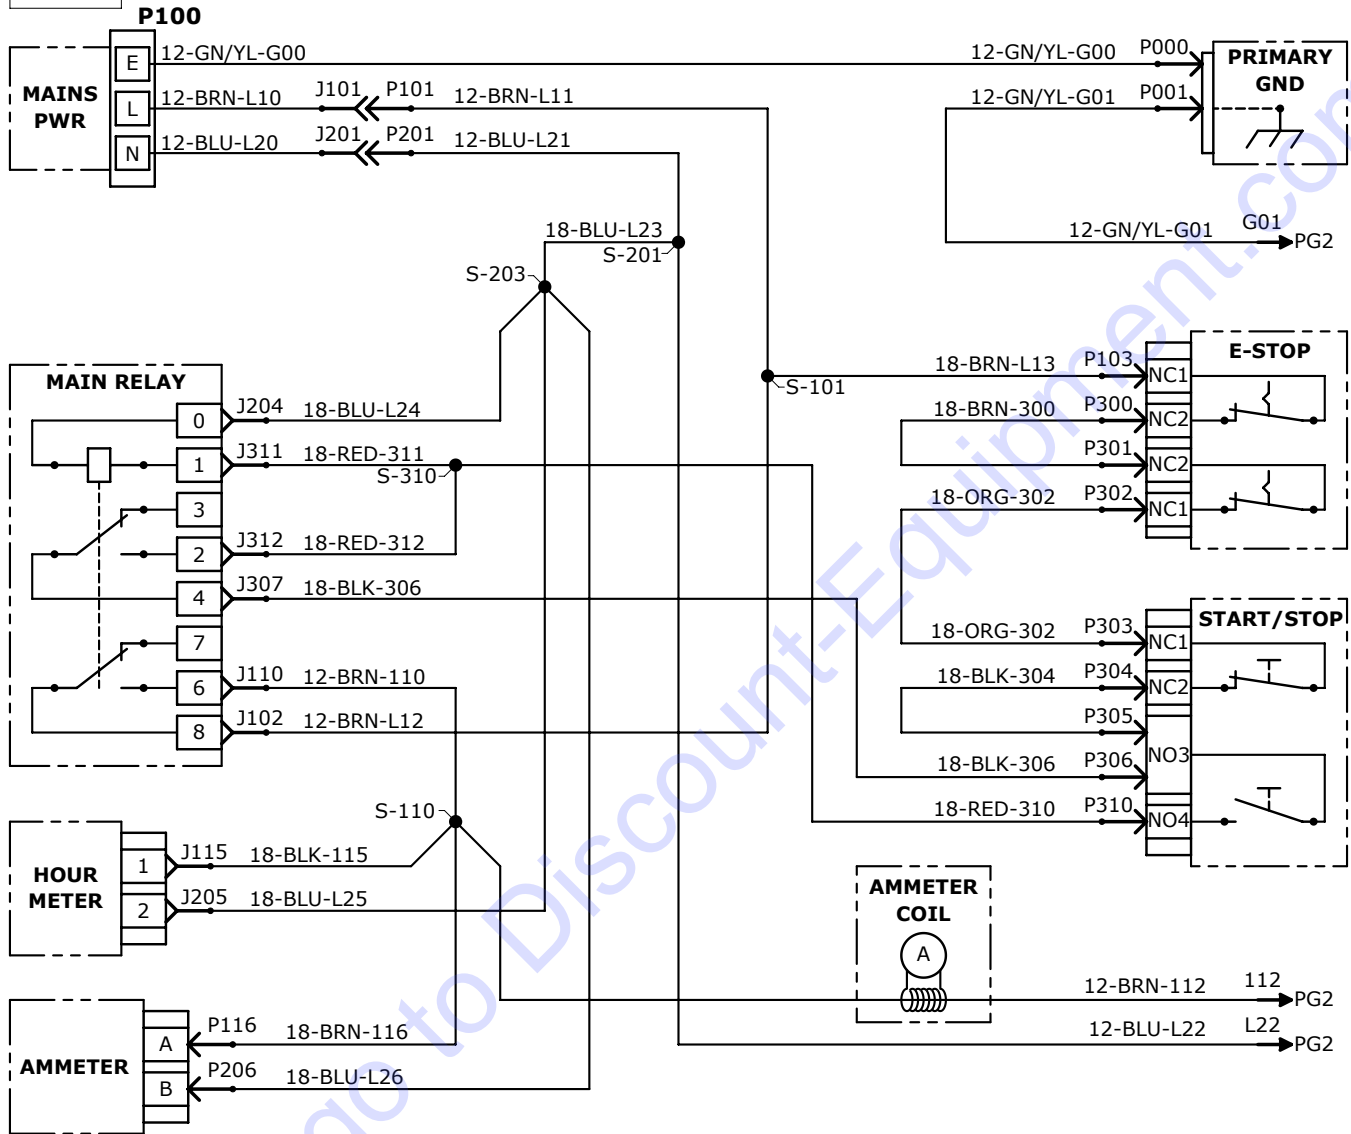 P100
MAINS
PWR
E
12-GN/YL-G00
12-GN/YL-G00
P000
PRIMARY
GND
L
12-BRN-L10
J101
P101
12-BRN-L11
12-GN/YL-G01
P001
N
12-BLU-L20
J201
P201
12-BLU-L21
18-BLU-L23
S-201
12-GN/YL-G01
G01
PG2
S-203
MAIN RELAY
0
J204
18-BLU-L24
1
J311
18-RED-311
S-310
3
2
J312
18-RED-312
4
J307
18-BLK-306
7
6
J110
12-BRN-110
8
J102
12-BRN-L12
S-101
E-STOP
18-BRN-L13
P103
NC1
18-BRN-300
P300
NC2
P301
NC2
18-ORG-302
P302
NC1
START/STOP
18-ORG-302
P303
NC1
18-BLK-304
P304
NC2
P305
NO3
18-BLK-306
P306
18-RED-310
P310
NO4
S-110
HOUR
METER
1
J115
18-BLK-115
2
J205
18-BLU-L25
AMMETER
COIL
A
12-BRN-112
112
PG2
12-BLU-L22
L22
PG2
AMMETER
A
P116
18-BRN-116
B
P206
18-BLU-L26
go to Discount-Equipment.com